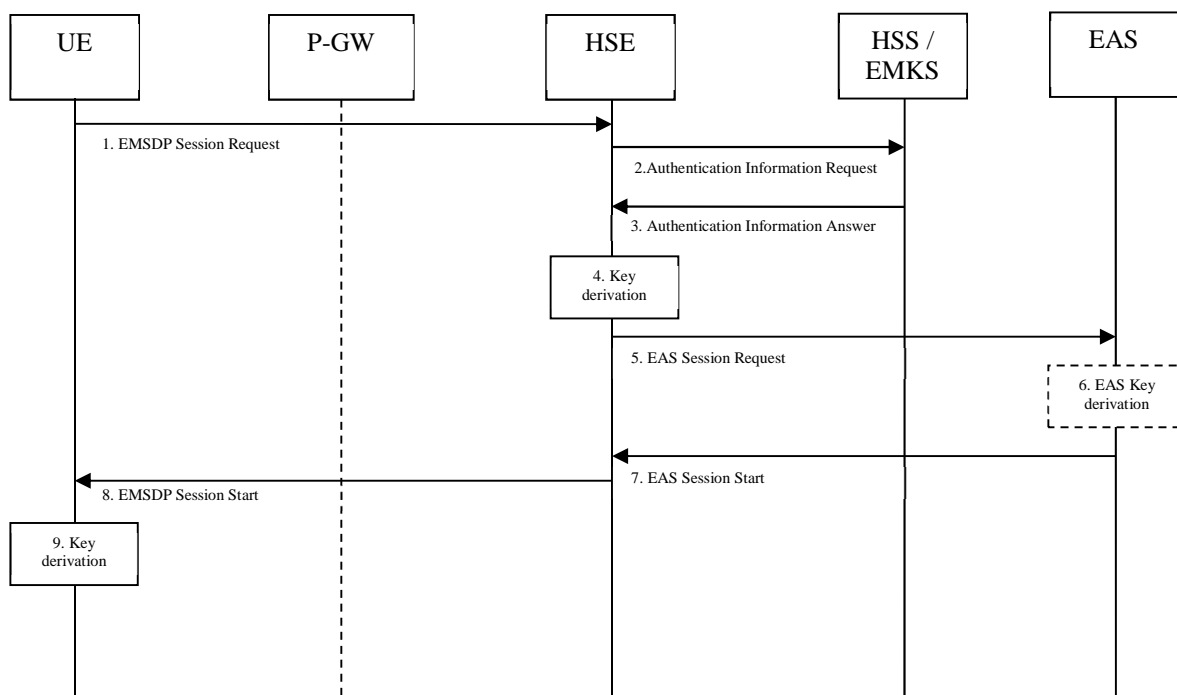 UE
P-GW
HSE
HSS /
EMKS
EAS
1. EMSDP Session Request
2.Authentication Information Request
3. Authentication Information Answer
4. Key
derivation
5. EAS Session Request
6. EAS Key
derivation
7. EAS Session Start
8. EMSDP Session Start
9. Key
derivation